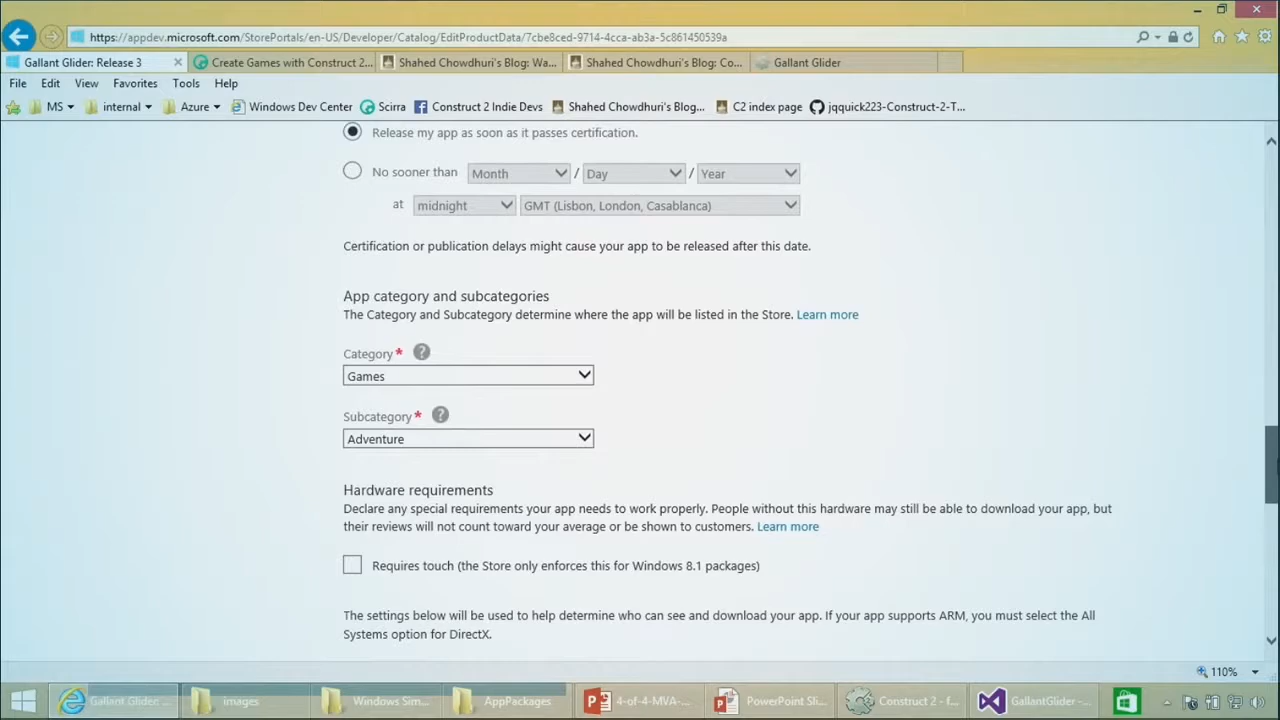 https://appdev.microsoft.com/StorePortals/en-US/Developer/Catalog/EditProductData/7cbe8ced-9714-4cca-ab3a-5c861450539a
Gallant Glider: Release 3
Create Games with Construct 2...
Shahed Chowdhuri's Blog: Wa...
Shahed Chowdhuri's Blog: Co...
Gallant Glider
File Edit View Favorites Tools Help
MS internal Azure Windows Dev Center Scirra Construct 2 Indie Devs Shahed Chowdhuri's Blog... C2 index page jqquick223-Construct-2-T...
Release my app as soon as it passes certification.
No sooner than Month / Day / Year
at midnight GMT (Lisbon, London, Casablanca)
Certification or publication delays might cause your app to be released after this date.
App category and subcategories
The Category and Subcategory determine where the app will be listed in the Store. Learn more
Category * ?
Games
Subcategory * ?
Adventure
Hardware requirements
Declare any special requirements your app needs to work properly. People without this hardware may still be able to download your app, but
their reviews will not count toward your average or be shown to customers. Learn more
Requires touch (the Store only enforces this for Windows 8.1 packages)
The settings below will be used to help determine who can see and download your app. If your app supports ARM, you must select the All
Systems option for DirectX.
110%
Gallant Glider: ... images Windows Sim... AppPackages 4-of-4-MVA-... PowerPoint Sli... Construct 2 - f... GallantGlider -...